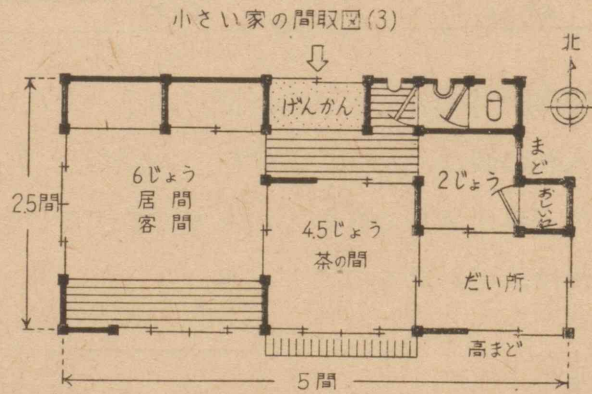 小さい家の間取図(3)
北
げんかん
まど
6じょう
居間
客間
2じょう
おしいれ
2.5間
4.5じょう
茶の間
だい所
高まど
5間